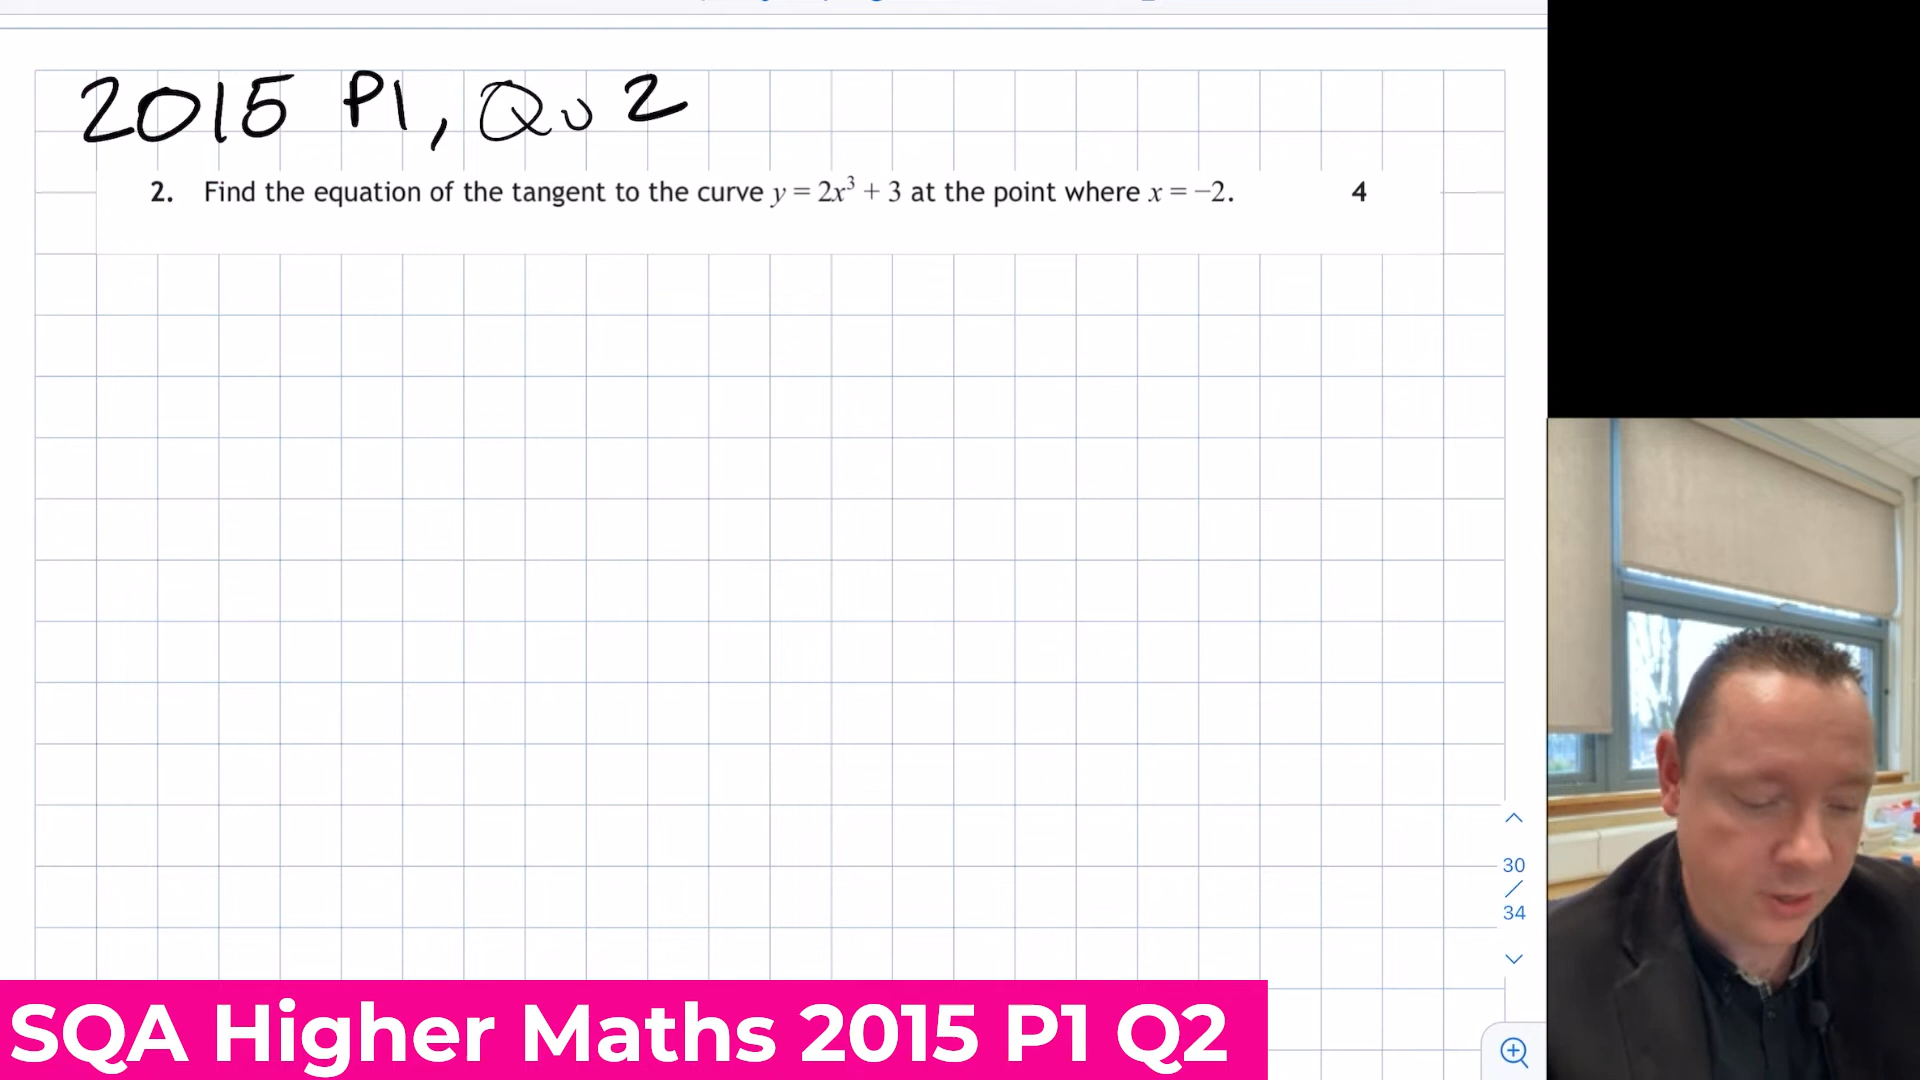 2015 P1, Qu 2
2. Find the equation of the tangent to the curve y = 2x³ + 3 at the point where x = −2. 4
30
/
34
SQA Higher Maths 2015 P1 Q2